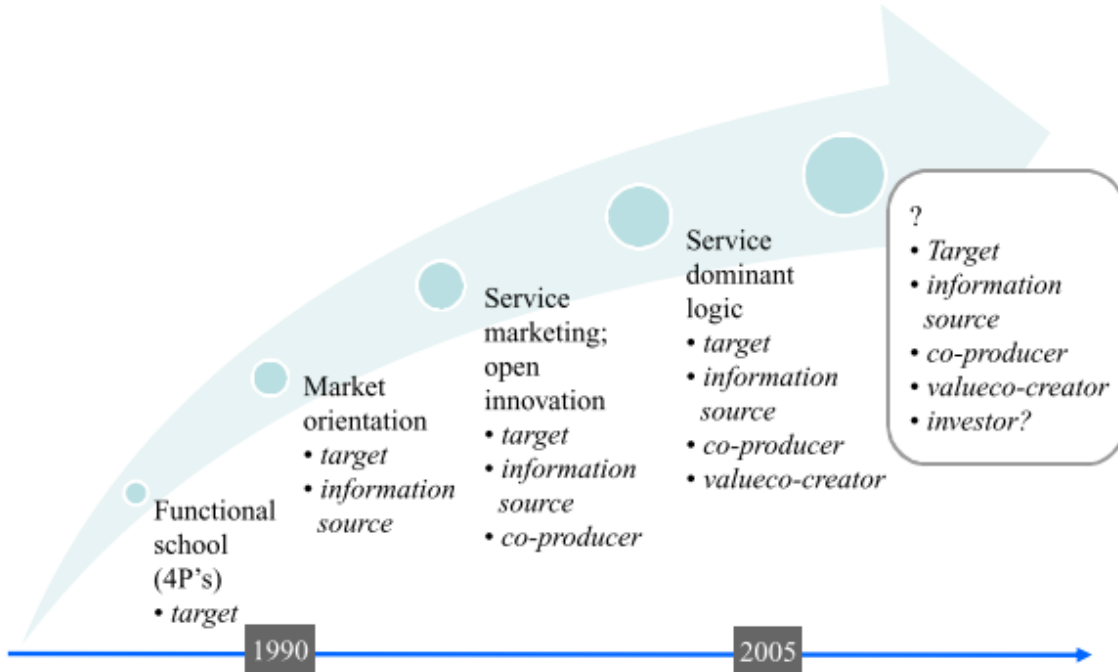 Functional
school
(4P’s)
• target
Market
orientation
• target
• information
source
Service
marketing;
open
innovation
• target
• information
source
• co-producer
Service
dominant
logic
• target
• information
source
• co-producer
• valueco-creator
?
• Target
• information
source
• co-producer
• valueco-creator
• investor?
1990
2005